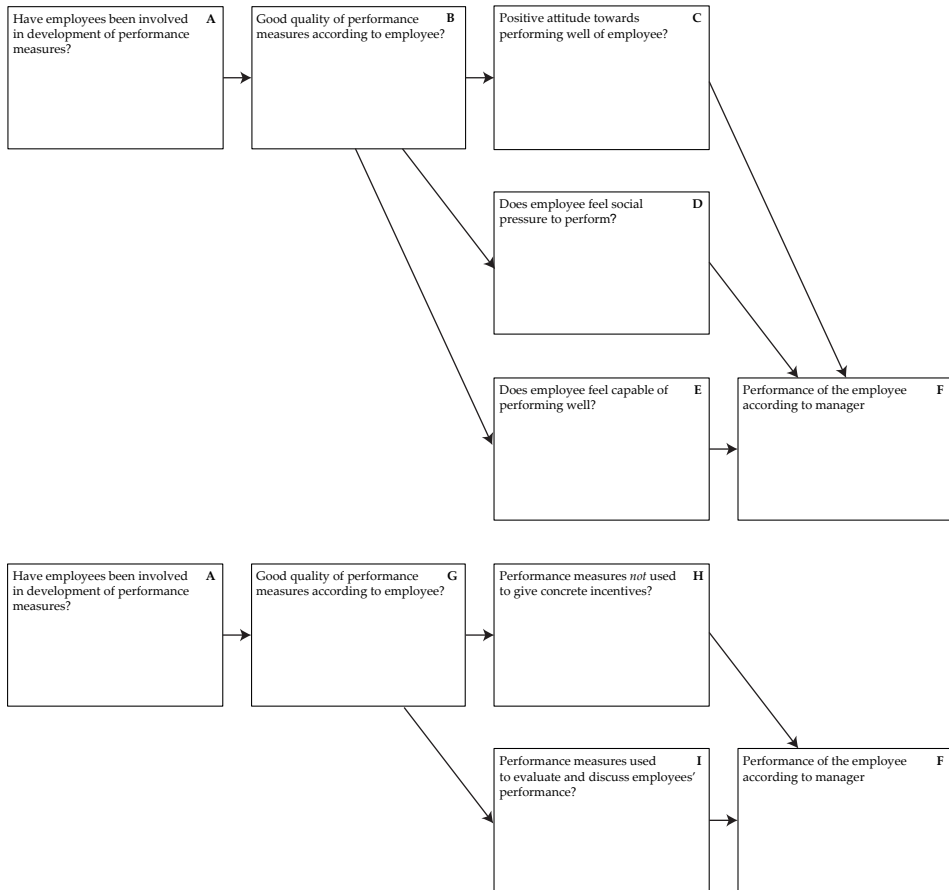 Have employees been involved A
in development of performance
measures?
Good quality of performance B
measures according to employee?
Positive attitude towards C
performing well of employee?
Does employee feel social D
pressure to perform?
Does employee feel capable of E
performing well?
Performance of the employee F
according to manager
Have employees been involved A
in development of performance
measures?
Good quality of performance G
measures according to employee?
Performance measures not used H
to give concrete incentives?
Performance measures used I
to evaluate and discuss employees’
performance?
Performance of the employee F
according to manager